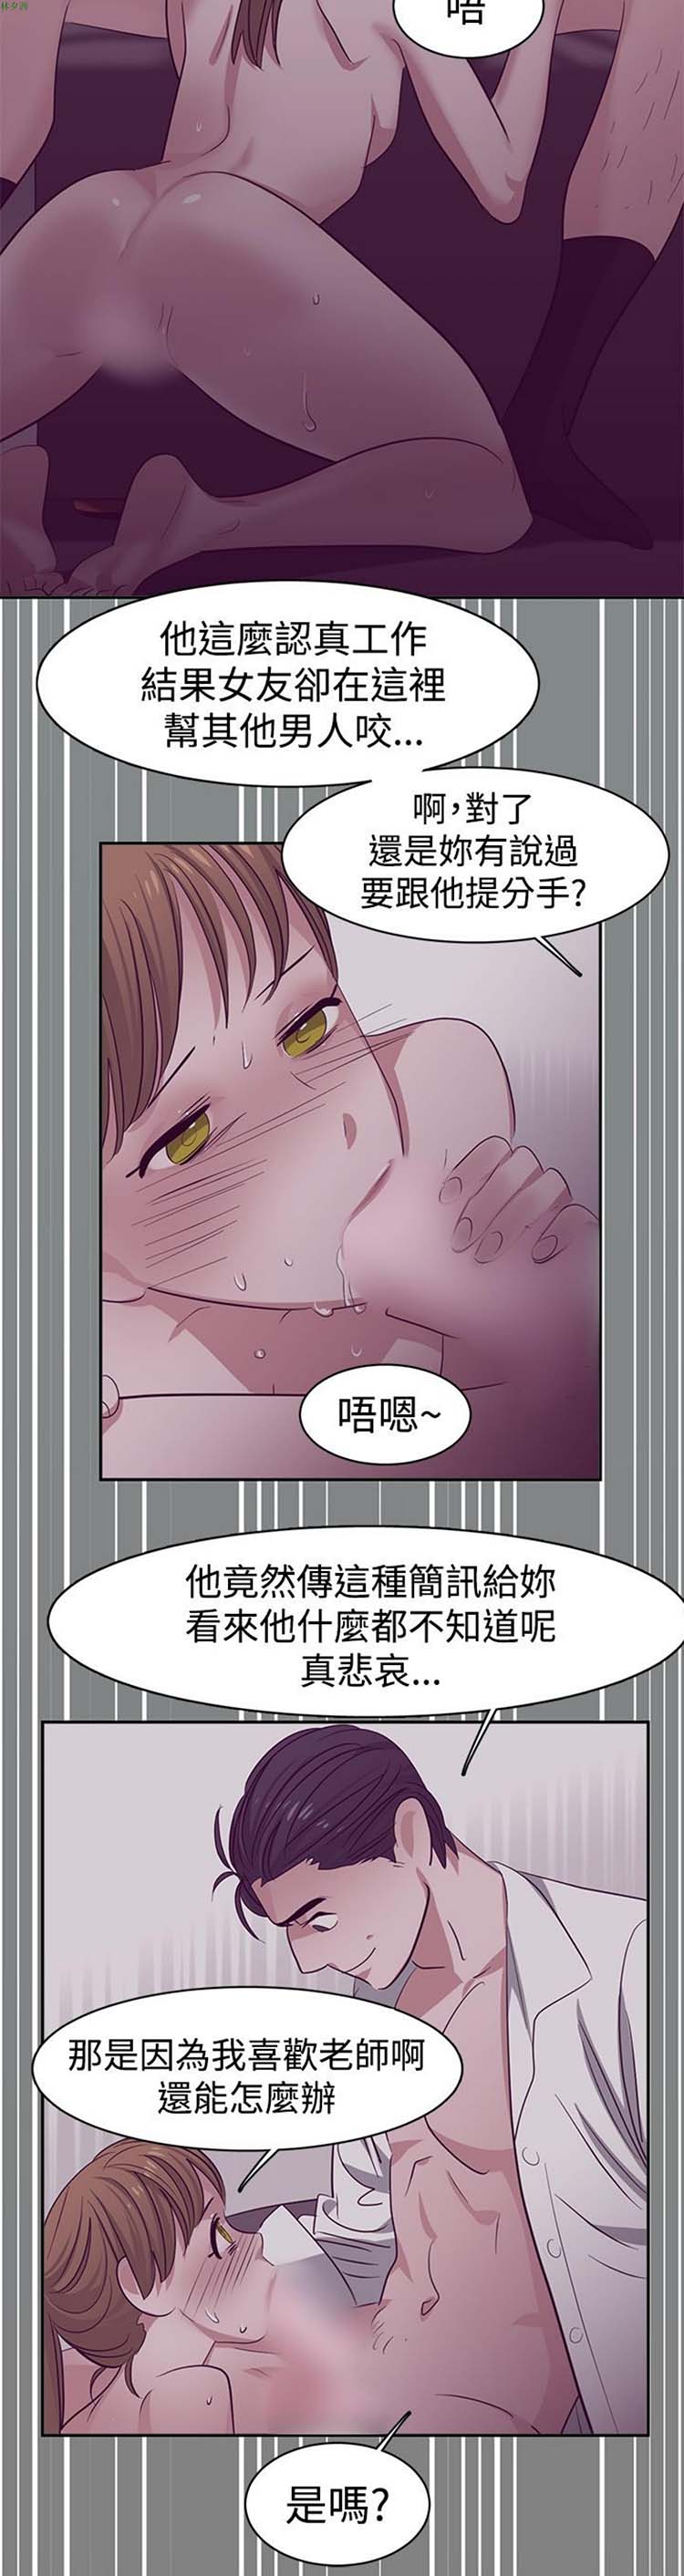 林夕酒
唔
他這麼認真工作
結果女友卻在這裡
幫其他男人咬...
啊，對了
還是妳有說過
要跟他提分手?
唔嗯~
他竟然傳這種簡訊給妳
看來他什麼都不知道呢
真悲哀...
那是因為我喜歡老師啊
還能怎麼辦
是嗎?